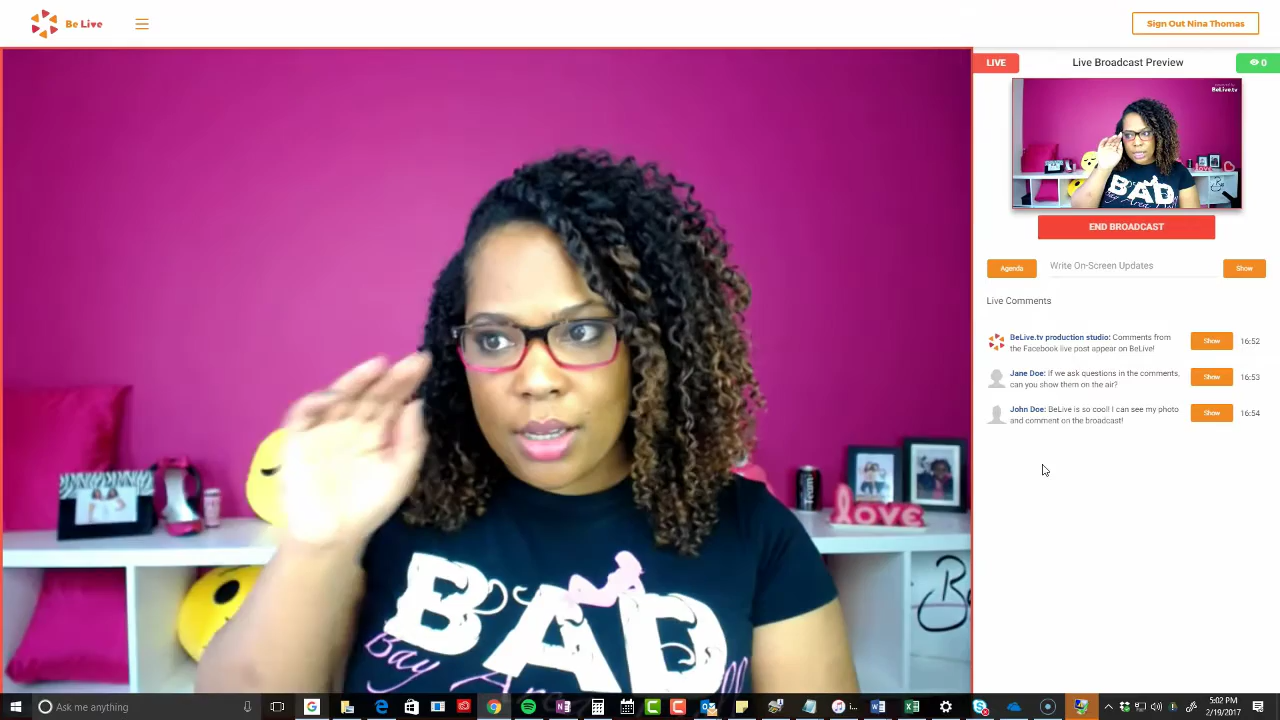 Be Live
Sign Out Nina Thomas
LIVE
Live Broadcast Preview
0
BeLive.tv
BAD
END BROADCAST
Agenda
Write On-Screen Updates
Show
Live Comments
BeLive.tv production studio: Comments from
the Facebook live post appear on BeLive!
Show
16:52
Jane Doe: If we ask questions in the comments,
can you show them on the air?
Show
16:53
John Doe: BeLive is so cool! I can see my photo
and comment on the broadcast!
Show
16:54
Team
love
Be
BAD
Bay Area
Ask me anything
5:02 PM
2/19/2017